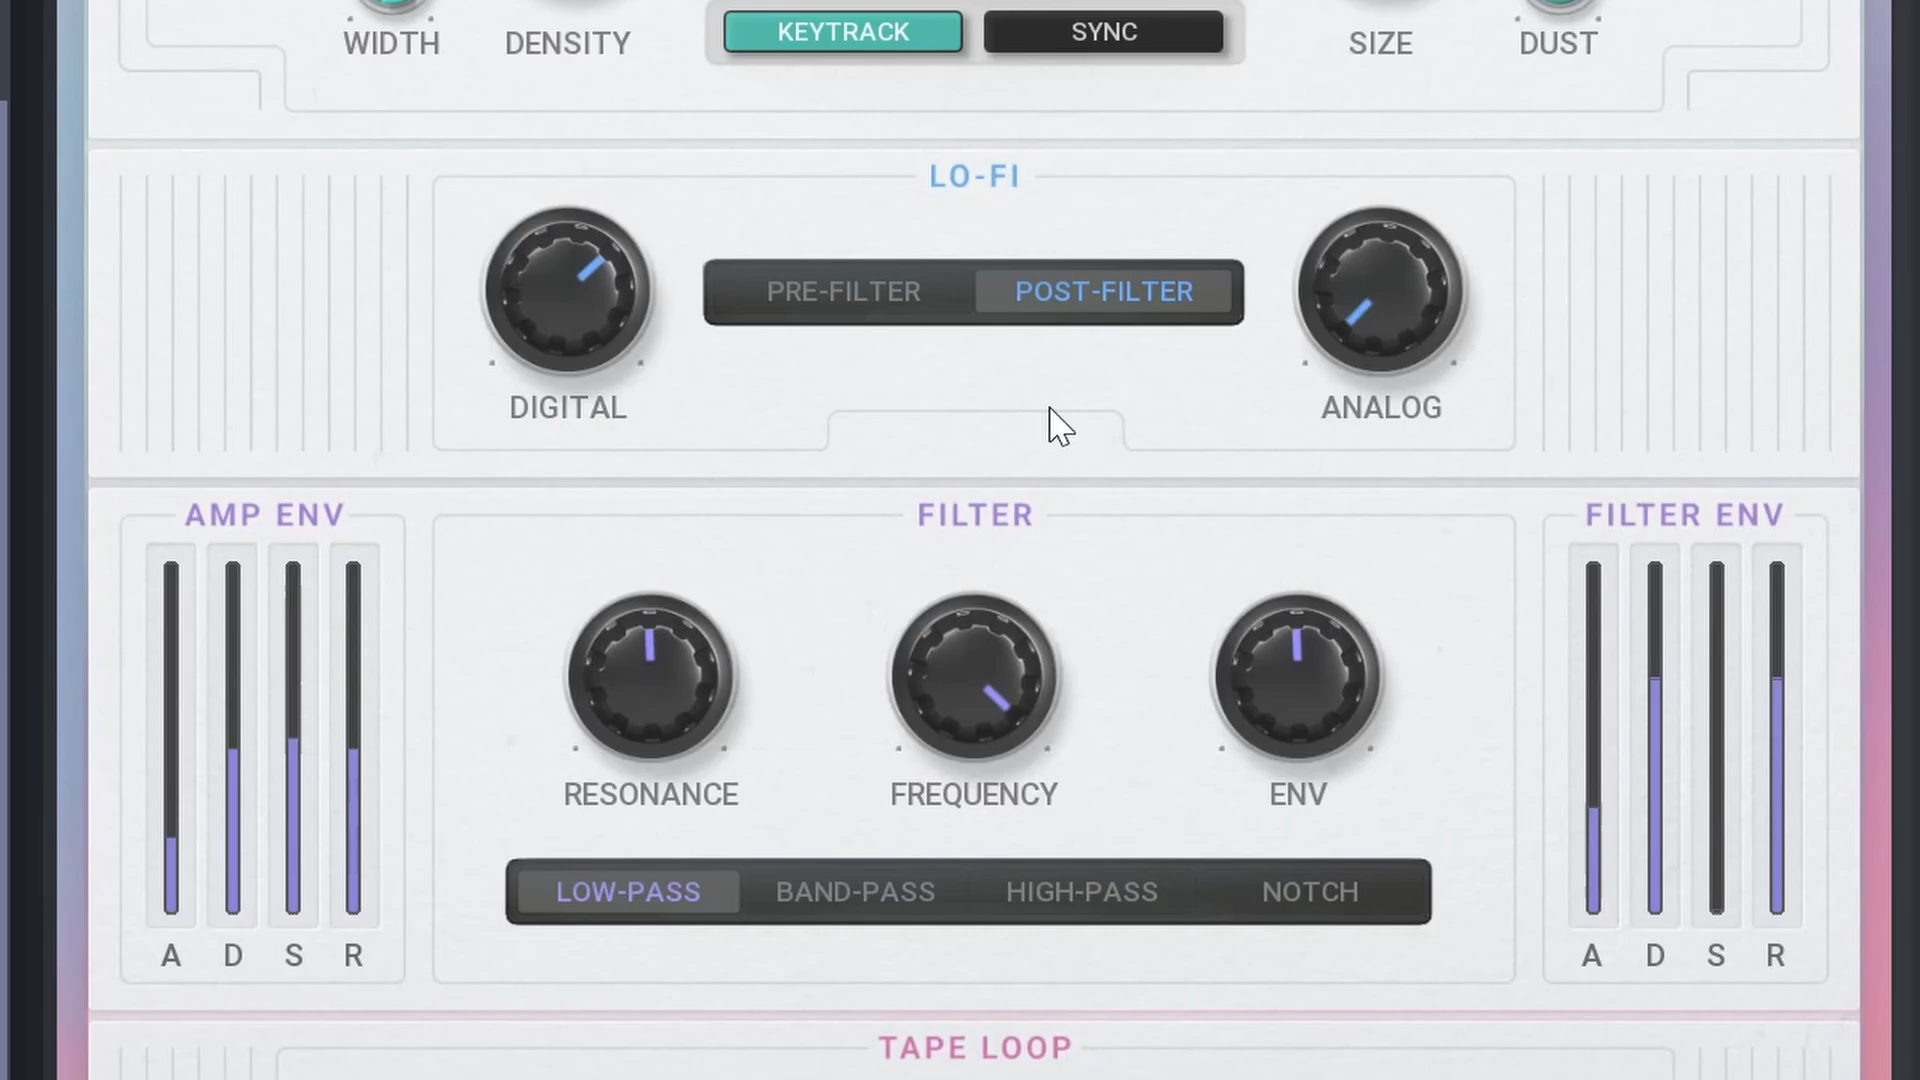 WIDTH DENSITY KEYTRACK SYNC SIZE DUST
LO-FI
PRE-FILTER POST-FILTER
DIGITAL ANALOG
AMP ENV FILTER FILTER ENV
RESONANCE FREQUENCY ENV
LOW-PASS BAND-PASS HIGH-PASS NOTCH
A D S R A D S R
TAPE LOOP